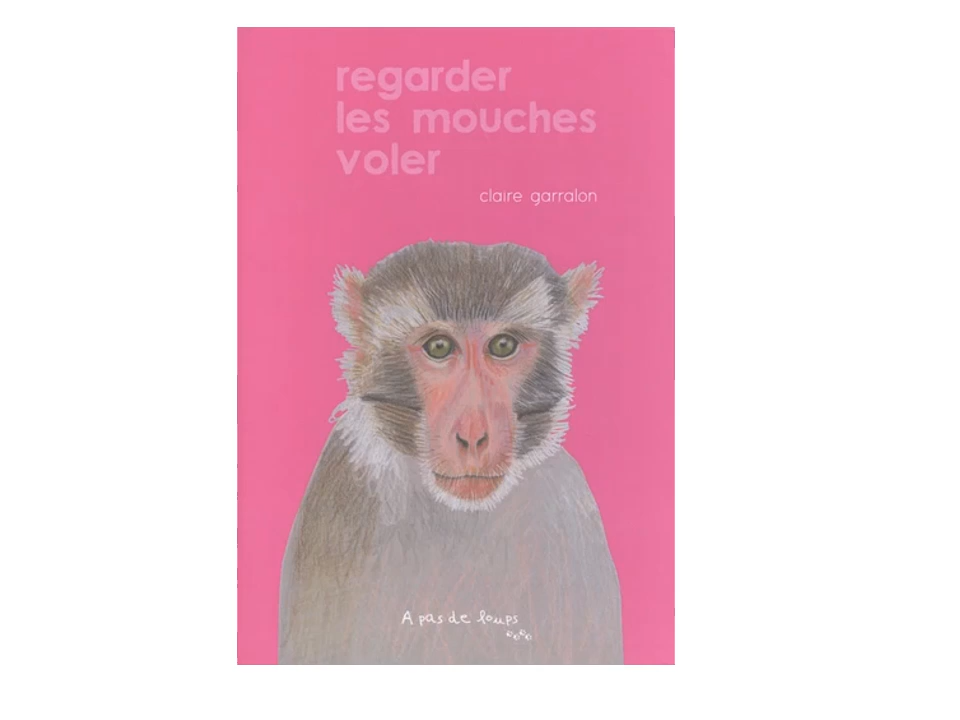 regarder
les mouches
voler
claire garralon
A pas de loups